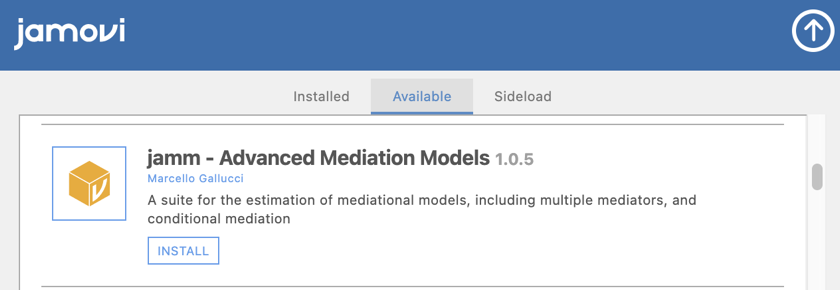 jamovi
Installed Available Sideload
jamm - Advanced Mediation Models 1.0.5
Marcello Gallucci
A suite for the estimation of mediational models, including multiple mediators, and
conditional mediation
INSTALL